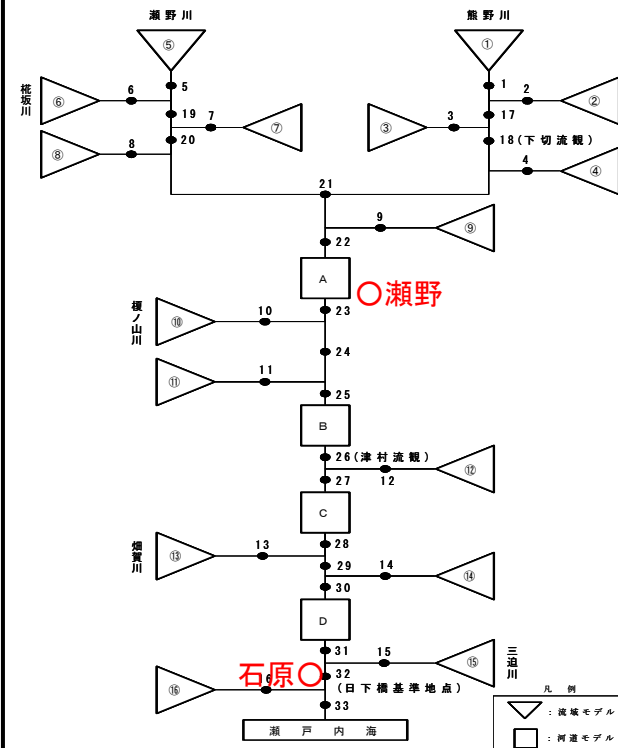 瀬野川 熊野川
⑤ ①
椛坂川 ⑥ 6 5 1 2 ②
19 7 ⑦ ③ 3 17
⑧ 8 20 18(下切流観)
4 ④
21
9 ⑨
22
A
○瀬野
榎ノ山川 ⑩ 10 23
24
⑪ 11
25
B
26(津村流観)
12 ⑫
27
C
28
畑賀川 ⑬ 13
29 14 ⑭
30
D
31
15 ⑮ 三迫川
石原○ 32
⑯ 16 (日下橋基準地点)
33
瀬戸内海
凡例
:流域モデル
:河道モデル